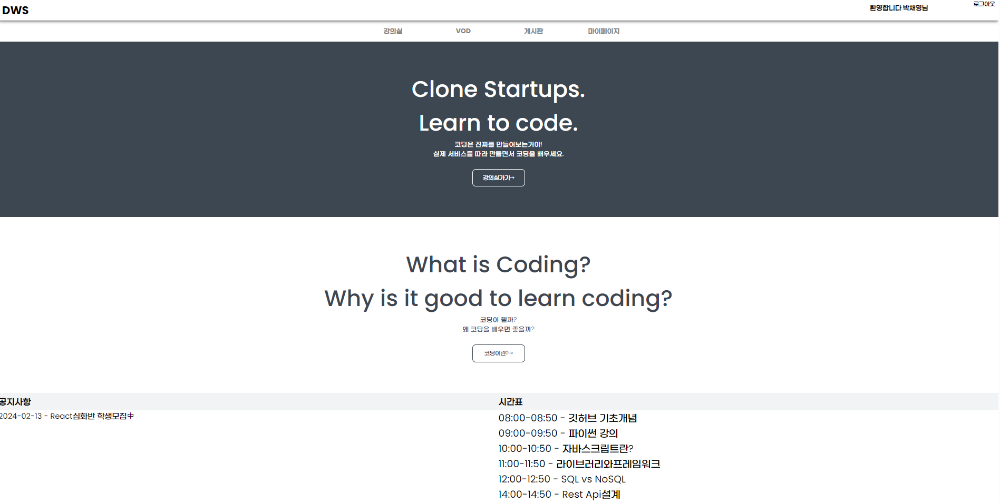 DWS
환영합니다 박채영님
로그아웃
강의실
VOD
게시판
마이페이지
Clone Startups.
Learn to code.
코딩은 진짜를 만들어보는거야!
실제 서비스를 따라 만들면서 코딩을 배우세요.
강의실가기→
What is Coding?
Why is it good to learn coding?
코딩이 뭘까?
왜 코딩을 배우면 좋을까?
코딩이란?→
공지사항
2024-02-13 - React심화반 학생모집中
시간표
08:00-08:50 - 깃허브 기초개념
09:00-09:50 - 파이썬 강의
10:00-10:50 - 자바스크립트란?
11:00-11:50 - 라이브러리와프레임워크
12:00-12:50 - SQL vs NoSQL
14:00-14:50 - Rest Api설계